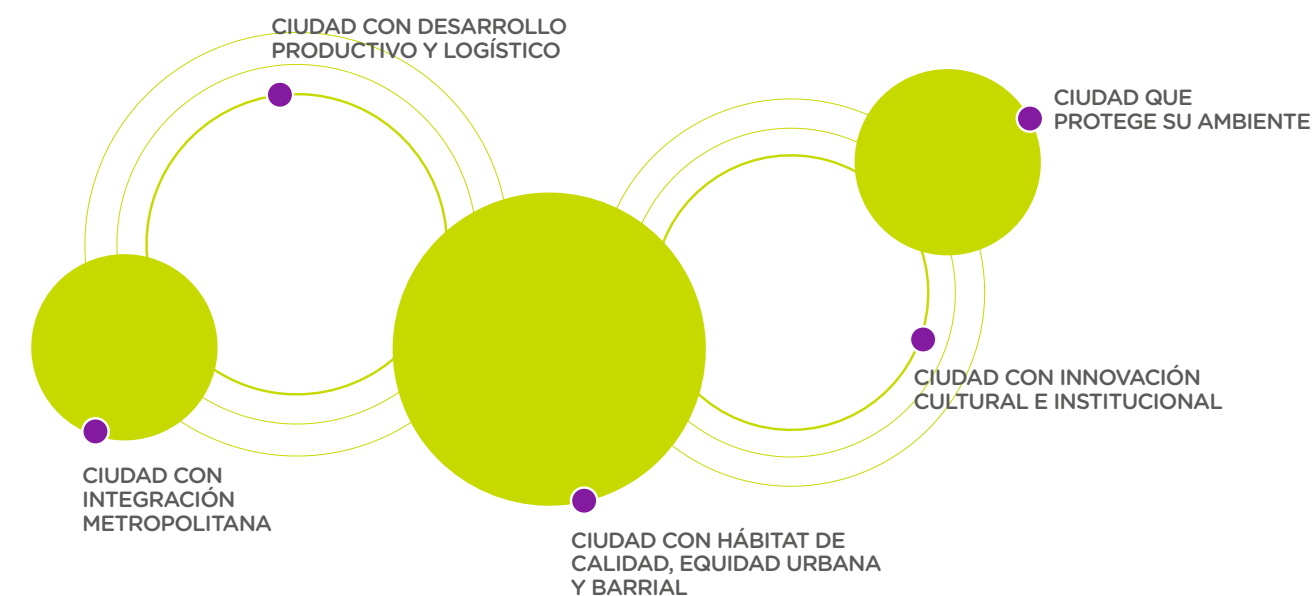 CIUDAD CON DESARROLLO
PRODUCTIVO Y LOGÍSTICO
CIUDAD QUE
PROTEGE SU AMBIENTE
CIUDAD CON INNOVACIÓN
CULTURAL E INSTITUCIONAL
CIUDAD CON
INTEGRACIÓN
METROPOLITANA
CIUDAD CON HÁBITAT DE
CALIDAD, EQUIDAD URBANA
Y BARRIAL